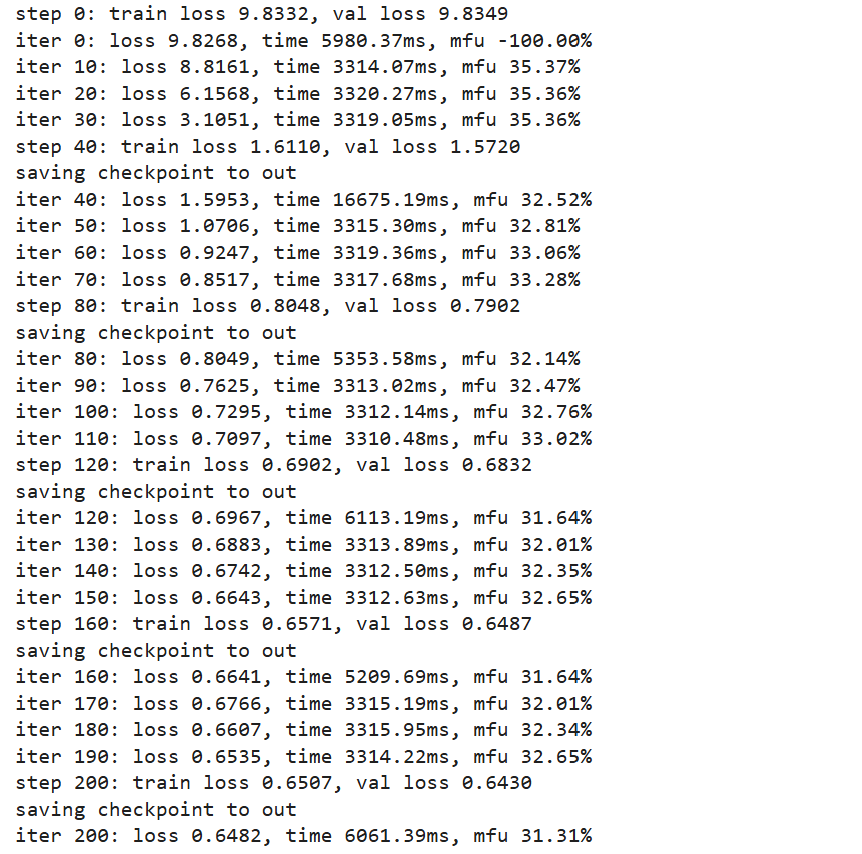 step 0: train loss 9.8332, val loss 9.8349
iter 0: loss 9.8268, time 5980.37ms, mfu -100.00%
iter 10: loss 8.8161, time 3314.07ms, mfu 35.37%
iter 20: loss 6.1568, time 3320.27ms, mfu 35.36%
iter 30: loss 3.1051, time 3319.05ms, mfu 35.36%
step 40: train loss 1.6110, val loss 1.5720
saving checkpoint to out
iter 40: loss 1.5953, time 16675.19ms, mfu 32.52%
iter 50: loss 1.0706, time 3315.30ms, mfu 32.81%
iter 60: loss 0.9247, time 3319.36ms, mfu 33.06%
iter 70: loss 0.8517, time 3317.68ms, mfu 33.28%
step 80: train loss 0.8048, val loss 0.7902
saving checkpoint to out
iter 80: loss 0.8049, time 5353.58ms, mfu 32.14%
iter 90: loss 0.7625, time 3313.02ms, mfu 32.47%
iter 100: loss 0.7295, time 3312.14ms, mfu 32.76%
iter 110: loss 0.7097, time 3310.48ms, mfu 33.02%
step 120: train loss 0.6902, val loss 0.6832
saving checkpoint to out
iter 120: loss 0.6967, time 6113.19ms, mfu 31.64%
iter 130: loss 0.6883, time 3313.89ms, mfu 32.01%
iter 140: loss 0.6742, time 3312.50ms, mfu 32.35%
iter 150: loss 0.6643, time 3312.63ms, mfu 32.65%
step 160: train loss 0.6571, val loss 0.6487
saving checkpoint to out
iter 160: loss 0.6641, time 5209.69ms, mfu 31.64%
iter 170: loss 0.6766, time 3315.19ms, mfu 32.01%
iter 180: loss 0.6607, time 3315.95ms, mfu 32.34%
iter 190: loss 0.6535, time 3314.22ms, mfu 32.65%
step 200: train loss 0.6507, val loss 0.6430
saving checkpoint to out
iter 200: loss 0.6482, time 6061.39ms, mfu 31.31%